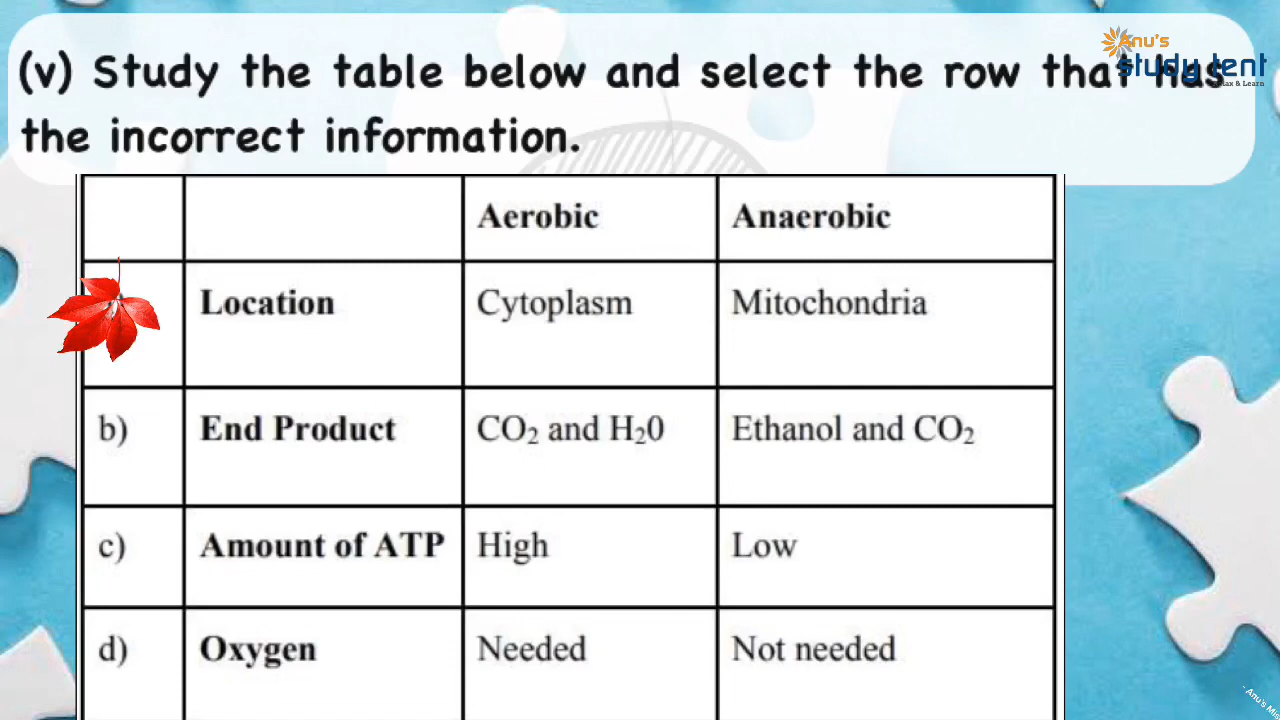 Anu's
study tent
(v) Study the table below and select the row that has
the incorrect information.
Aerobic Anaerobic
Location Cytoplasm Mitochondria
b) End Product CO₂ and H₂0 Ethanol and CO₂
c) Amount of ATP High Low
d) Oxygen Needed Not needed